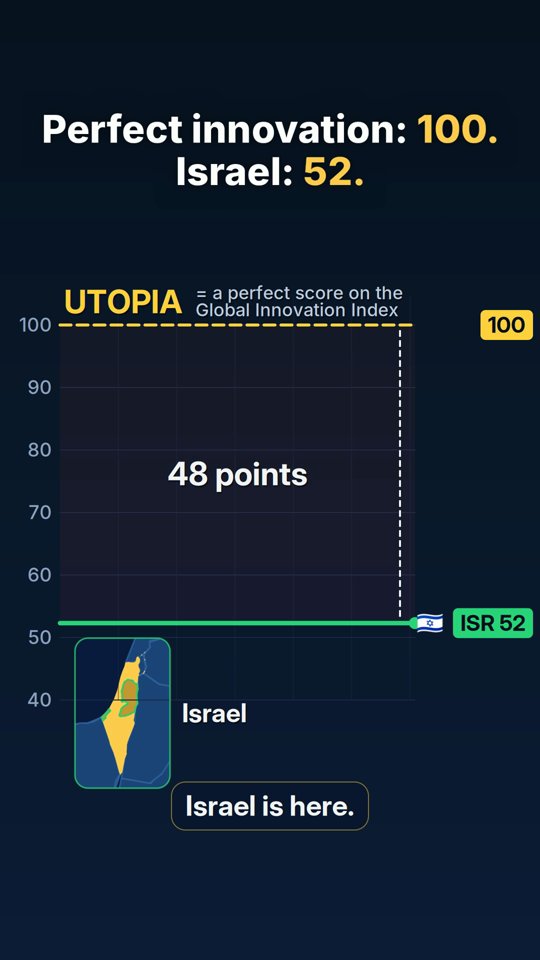 Perfect innovation: 100.
Israel: 52.
UTOPIA = a perfect score on the
Global Innovation Index
100
100
90
80
48 points
70
60
ISR 52
50
40
Israel
Israel is here.